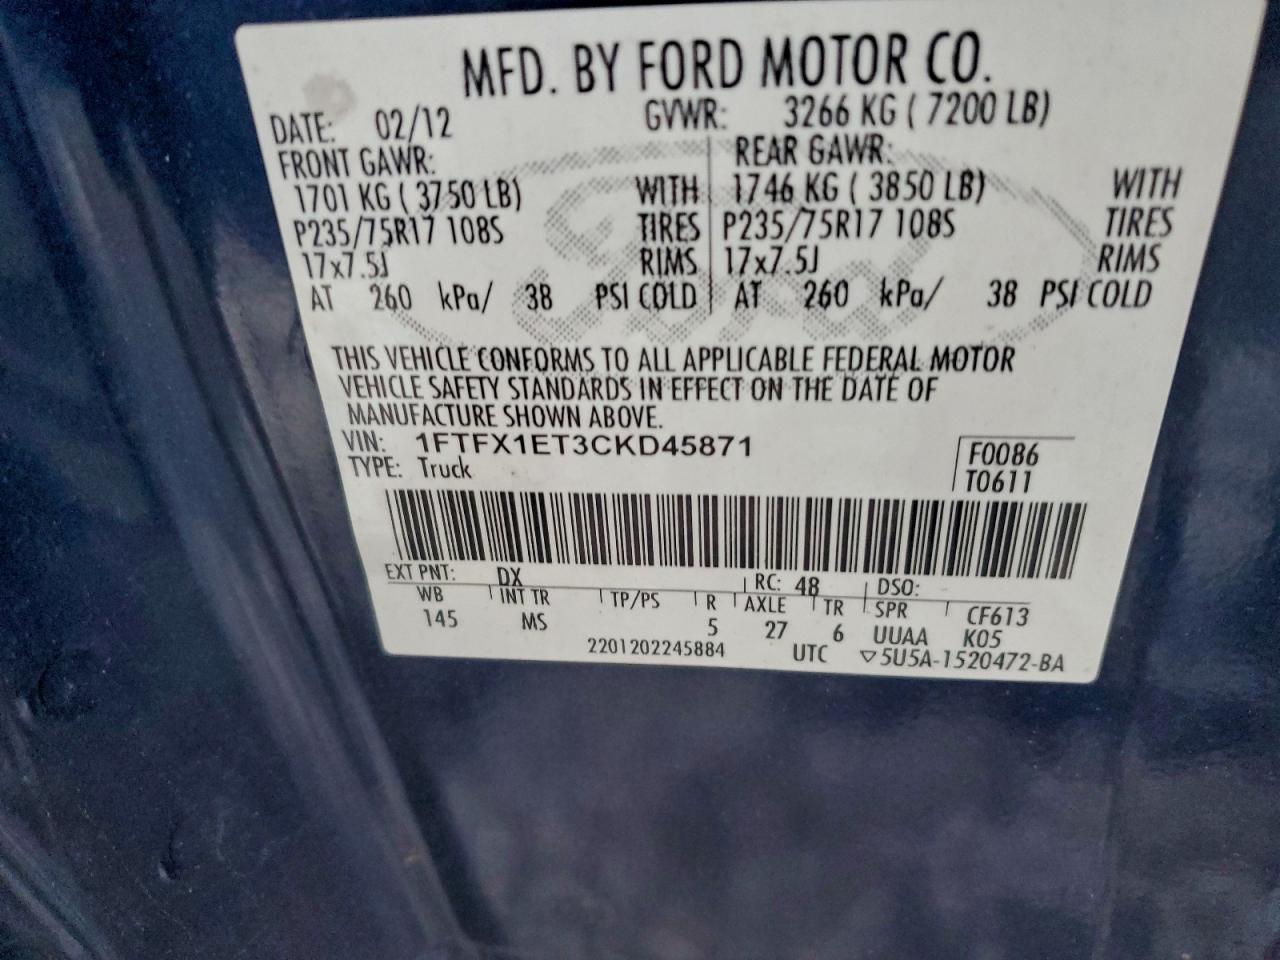 MFD. BY FORD MOTOR CO.
DATE: 02/12 GVWR: 3266 KG ( 7200 LB)
FRONT GAWR: REAR GAWR:
1701 KG ( 3750 LB) WITH 1746 KG ( 3850 LB) WITH
P235/75R17 108S TIRES P235/75R17 108S TIRES
17x7.5J RIMS 17x7.5J RIMS
AT 260 kPa/ 38 PSI COLD AT 260 kPa/ 38 PSI COLD
Ford
THIS VEHICLE CONFORMS TO ALL APPLICABLE FEDERAL MOTOR
VEHICLE SAFETY STANDARDS IN EFFECT ON THE DATE OF
MANUFACTURE SHOWN ABOVE.
VIN: 1FTFX1ET3CKD45871 F0086
TYPE: Truck T0611
EXT PNT: DX RC: 48 DSO:
WB INT TR TP/PS R AXLE TR SPR CF613
145 MS 5 27 6 UUAA K05
2201202245884 UTC ▽5U5A-1520472-BA